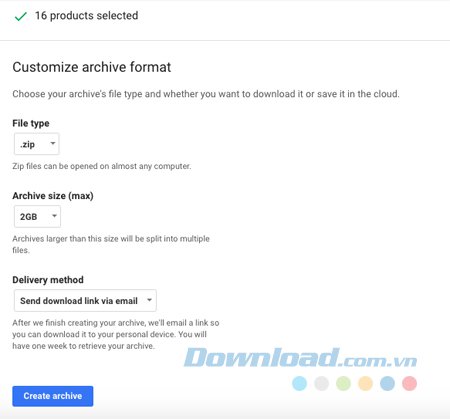 16 products selected
Customize archive format
Choose your archive's file type and whether you want to download it or save it in the cloud.
File type
.zip
Zip files can be opened on almost any computer.
Archive size (max)
2GB
Archives larger than this size will be split into multiple
files.
Delivery method
Send download link via email
After we finish creating your archive, we'll email a link so
you can download it to your personal device. You will
have one week to retrieve your archive.
Download.com.vn
Create archive